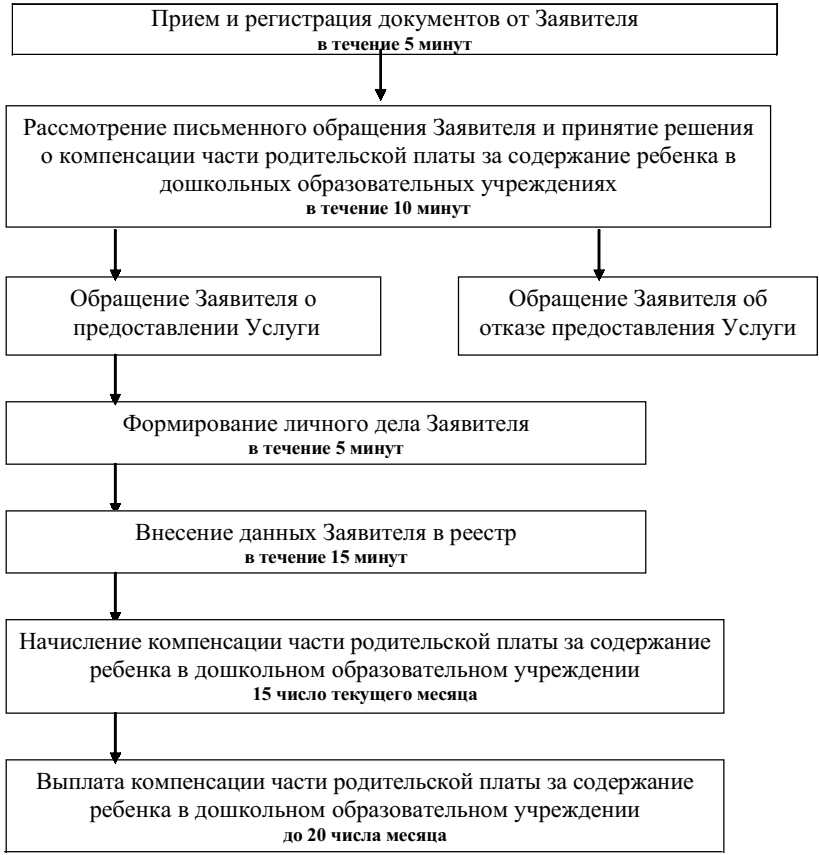 Прием и регистрация документов от Заявителя
в течение 5 минут
Рассмотрение письменного обращения Заявителя и принятие решения
о компенсации части родительской платы за содержание ребенка в
дошкольных образовательных учреждениях
в течение 10 минут
Обращение Заявителя о
предоставлении Услуги
Обращение Заявителя об
отказе предоставления Услуги
Формирование личного дела Заявителя
в течение 5 минут
Внесение данных Заявителя в реестр
в течение 15 минут
Начисление компенсации части родительской платы за содержание
ребенка в дошкольном образовательном учреждении
15 число текущего месяца
Выплата компенсации части родительской платы за содержание
ребенка в дошкольном образовательном учреждении
до 20 числа месяца